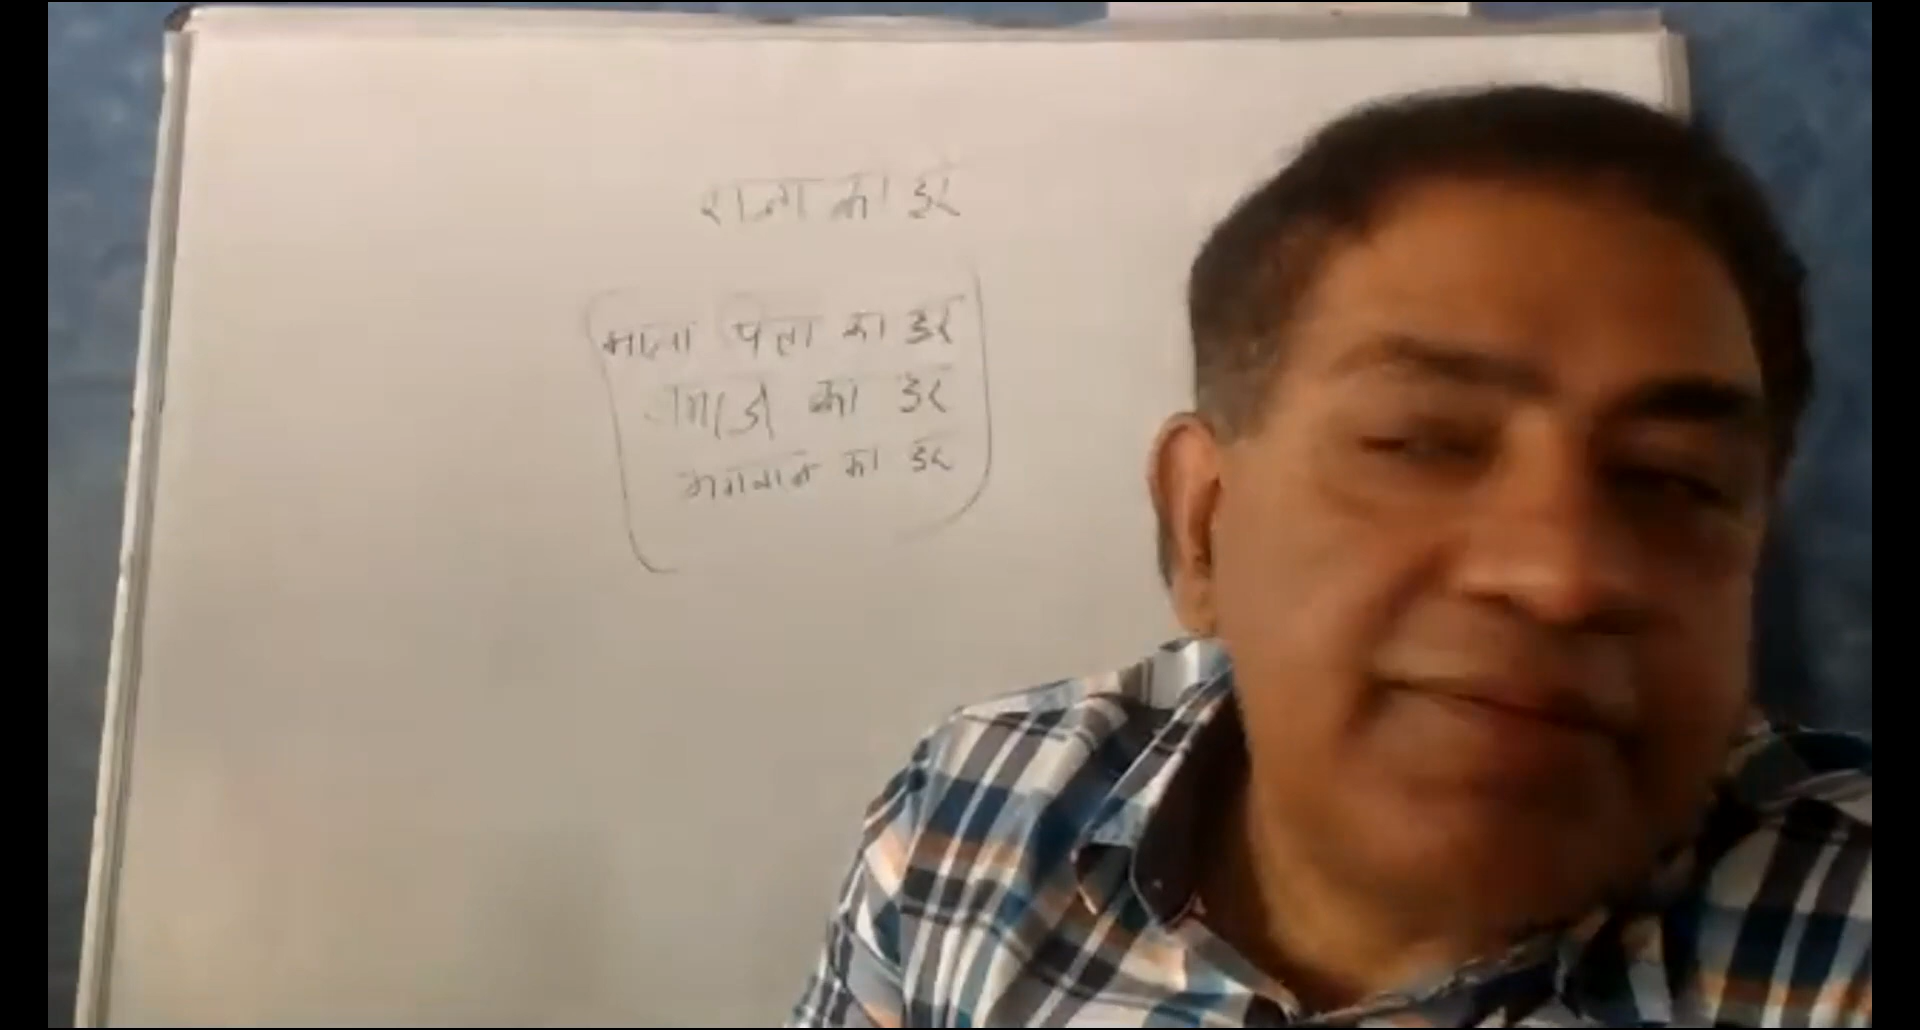 राज्य का डर
माता पिता का डर
का डर
भगवान का डर